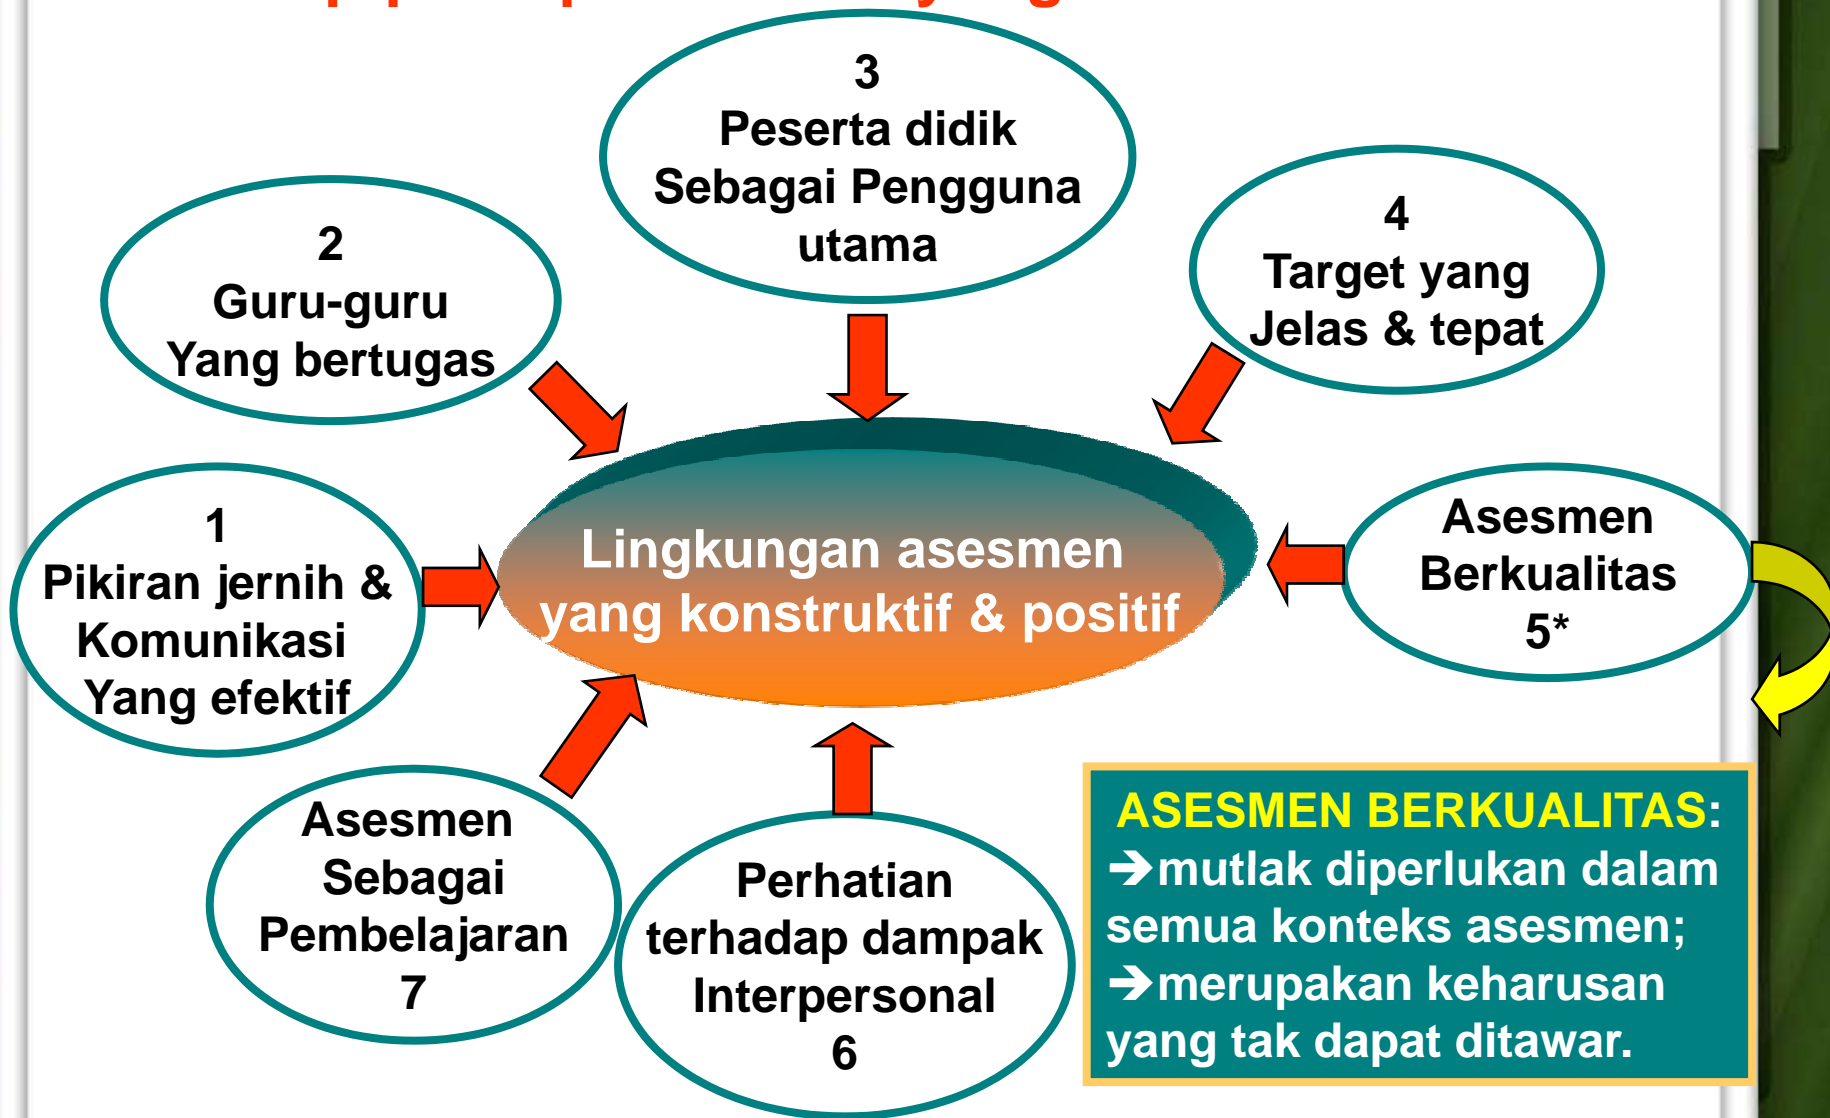 3
Peserta didik
Sebagai Pengguna
utama
2
Guru-guru
Yang bertugas
4
Target yang
Jelas & tepat
1
Pikiran jernih &
Komunikasi
Yang efektif
Lingkungan asesmen
yang konstruktif & positif
Asesmen
Berkualitas
5*
Asesmen
Sebagai
Pembelajaran
7
Perhatian
terhadap dampak
Interpersonal
6
ASESMEN BERKUALITAS:
➔mutlak diperlukan dalam
semua konteks asesmen;
➔merupakan keharusan
yang tak dapat ditawar.